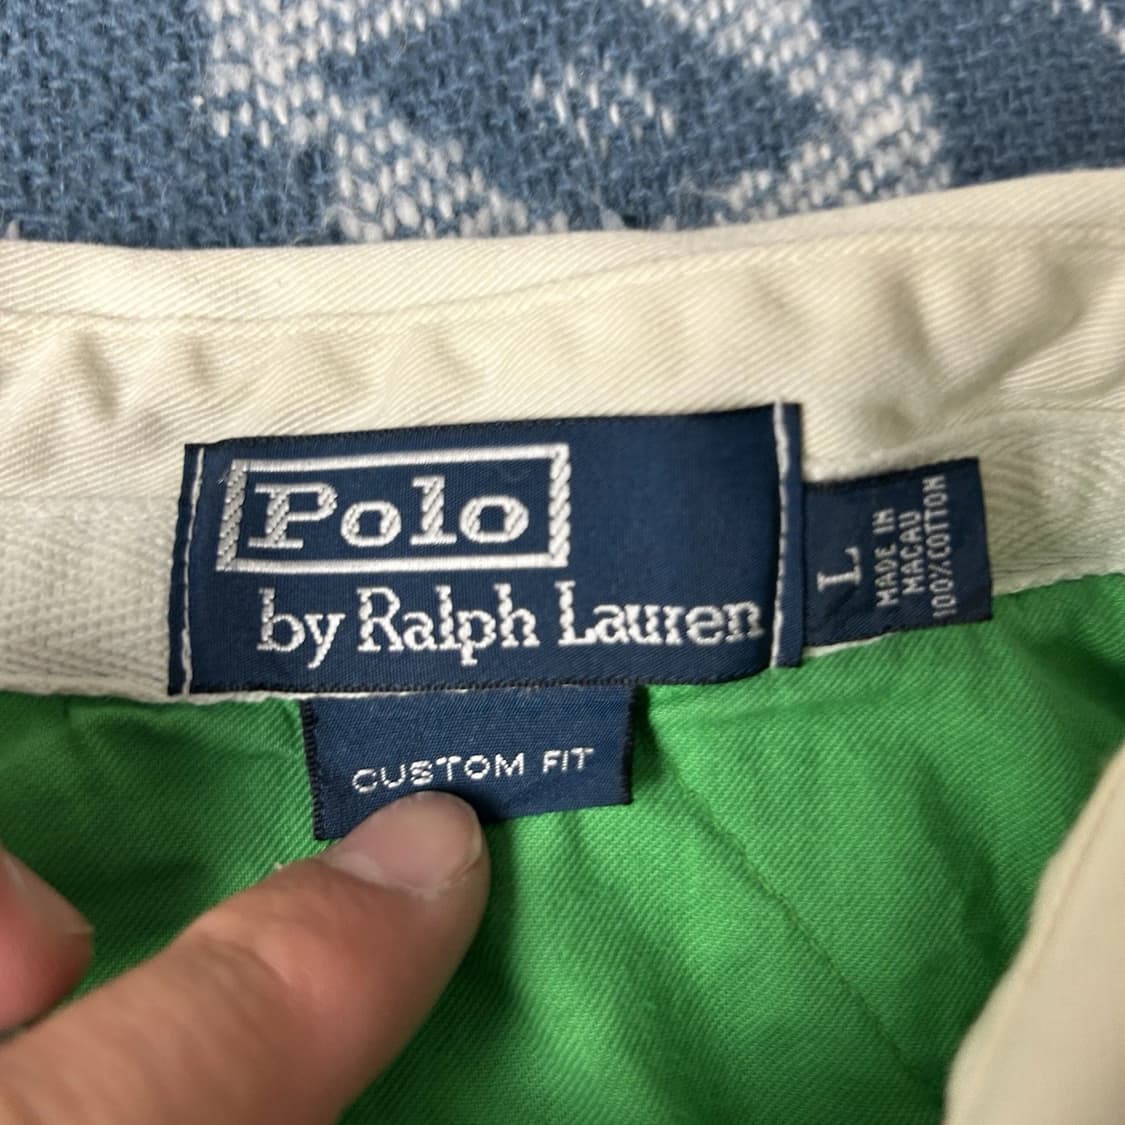 Polo
by Ralph Lauren
L
MADE IN
MACAU
100% COTTON
CUSTOM FIT